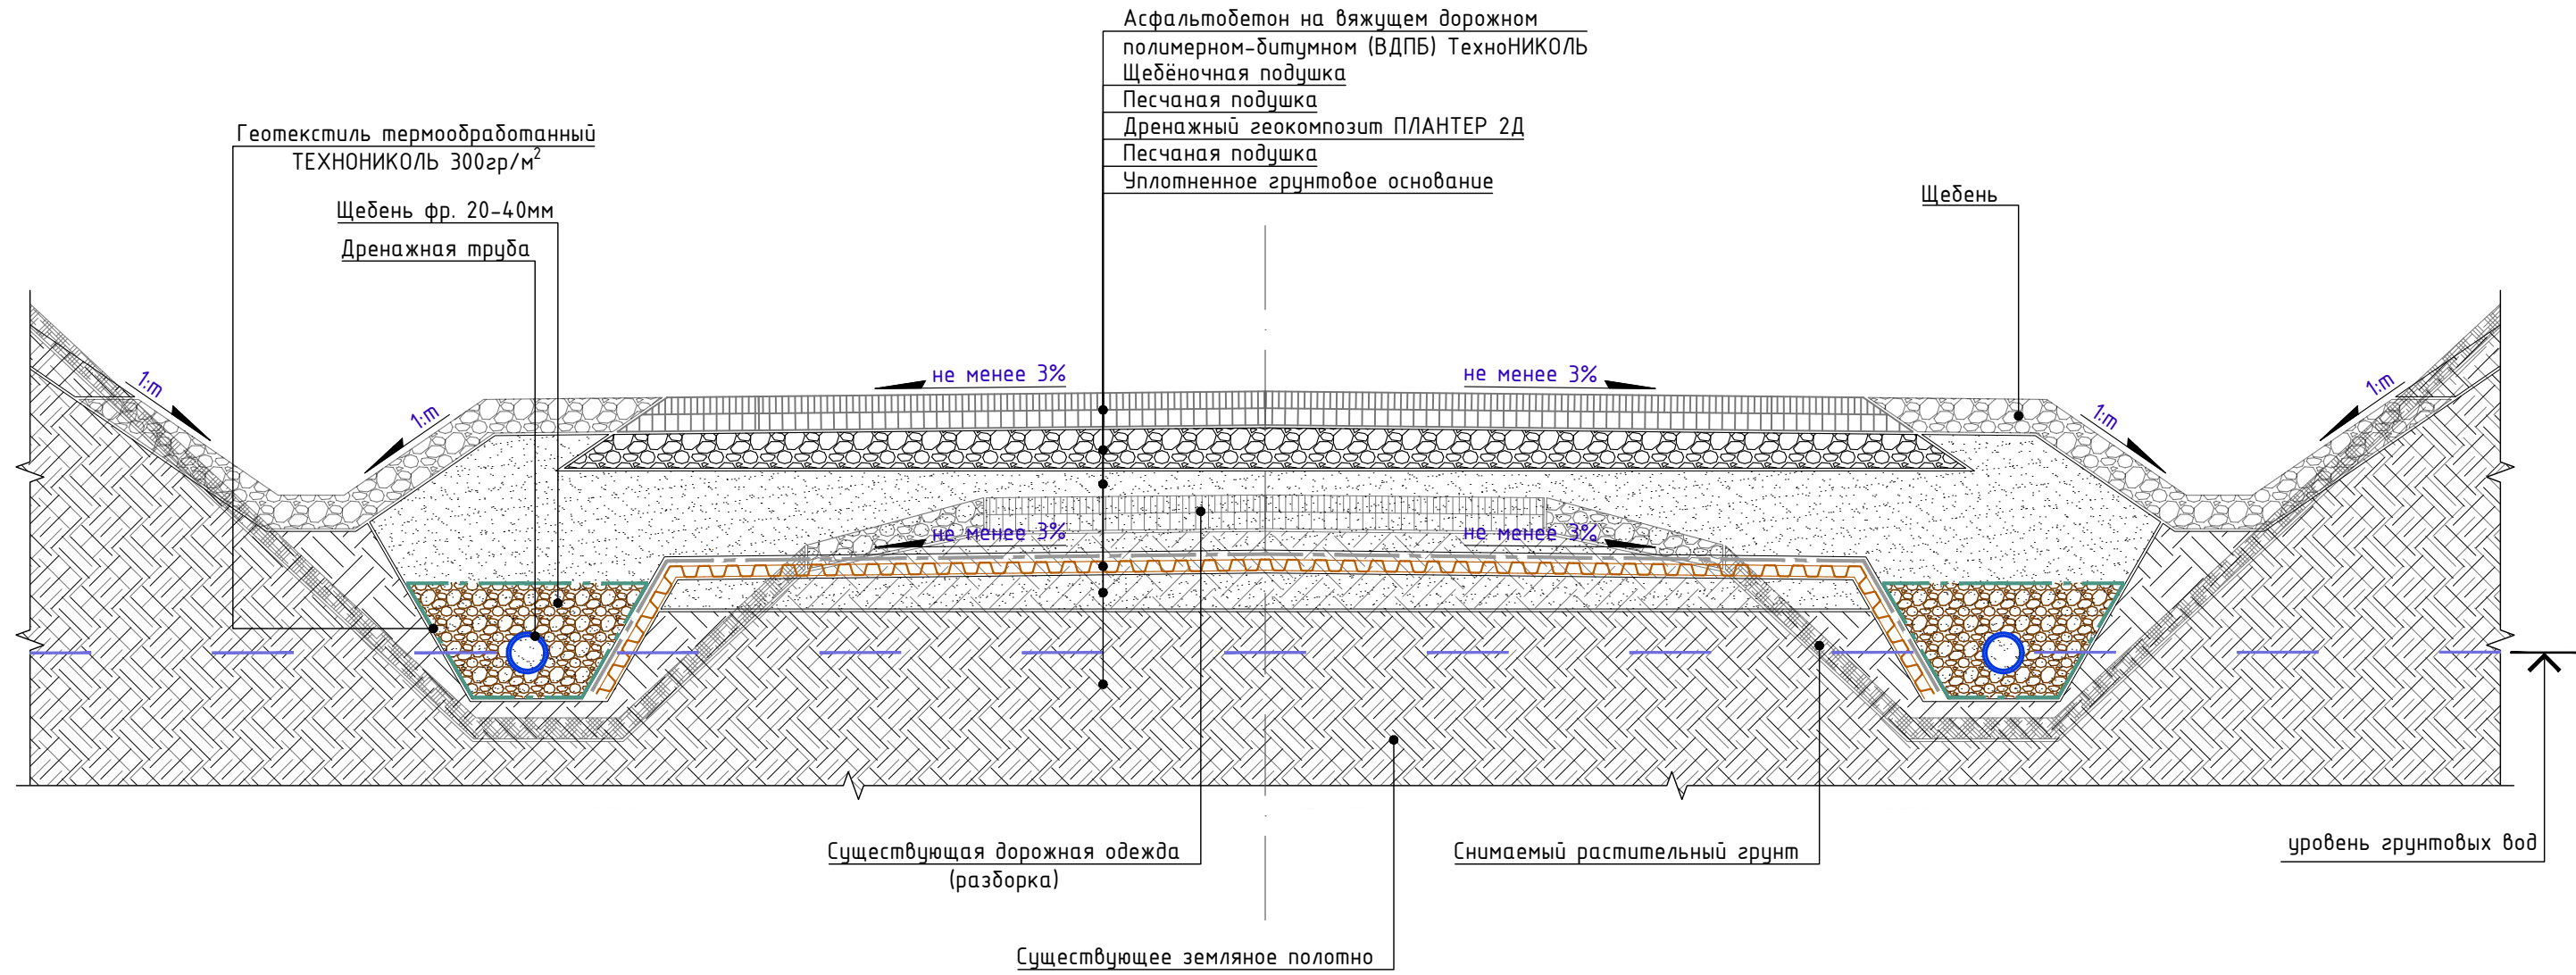 Асфальтобетон на вяжущем дорожном
полимерном-битумном (ВДПБ) ТехноНИКОЛЬ
Щебёночная подушка
Песчаная подушка
Дренажный геокомпозит ПЛАНТЕР 2Д
Песчаная подушка
Уплотненное грунтовое основание
Геотекстиль термообработанный
ТЕХНОНИКОЛЬ 300гр/м²
Щебень фр. 20-40мм
Дренажная труба
Щебень
1:m
1:m
не менее 3%
не менее 3%
1:m
1:m
не менее 3%
не менее 3%
Существующая дорожная одежда
(разборка)
Снимаемый растительный грунт
уровень грунтовых вод
Существующее земляное полотно